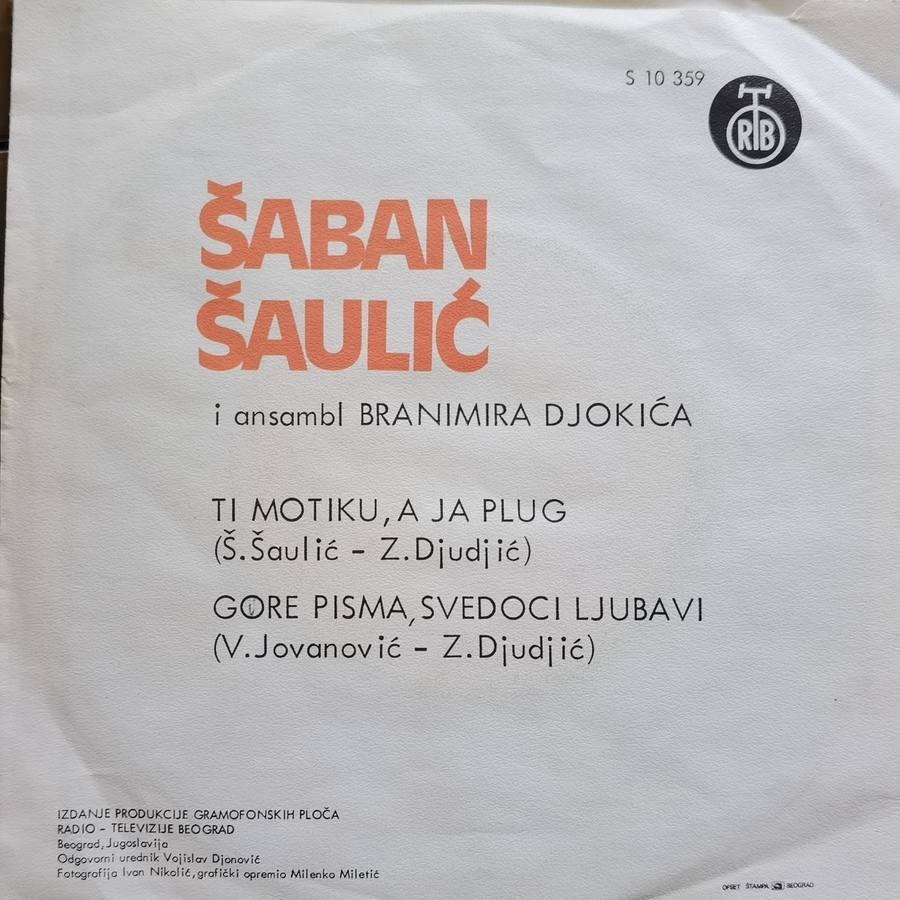 S 10 359
RTB
ŠABAN
ŠAULIĆ
i ansambl BRANIMIRA DJOKIĆA
TI MOTIKU, A JA PLUG
(Š.Šaulić – Z.Djudjić)
GORE PISMA, SVEDOCI LJUBAVI
(V.Jovanović – Z.Djudjić)
IZDANJE PRODUKCIJE GRAMOFONSKIH PLOČA
RADIO – TELEVIZIJE BEOGRAD
Beograd, Jugoslavija
Odgovorni urednik Vojislav Djonović
Fotografija Ivan Nikolić, grafički opremio Milenko Miletić
OFSET ŠTAMPA BEOGRAD